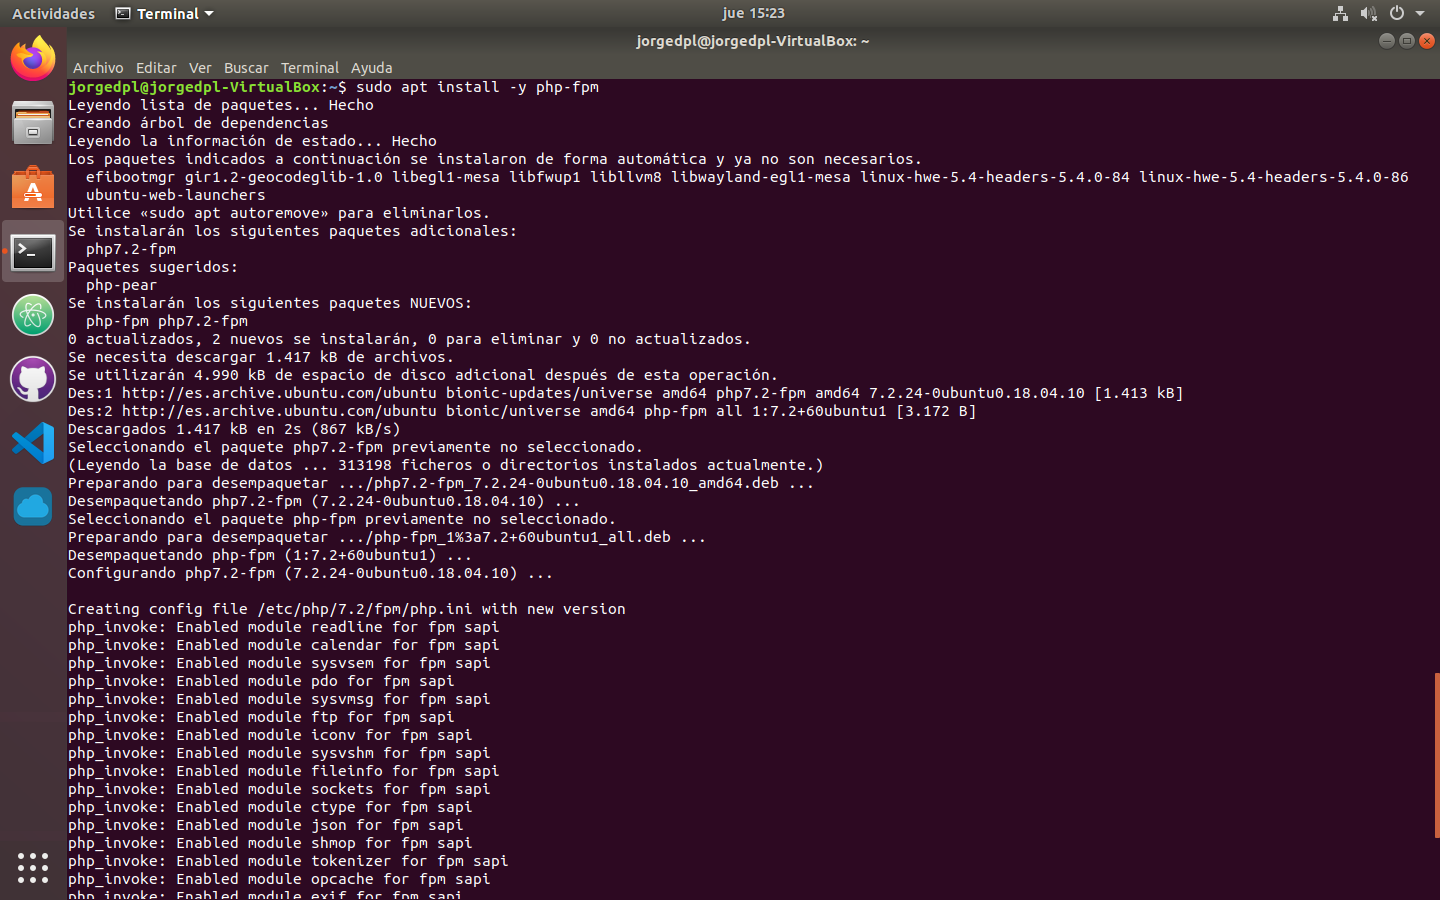 Actividades Terminal jue 15:23
jorgedpl@jorgedpl-VirtualBox: ~
Archivo Editar Ver Buscar Terminal Ayuda
jorgedpl@jorgedpl-VirtualBox:~$ sudo apt install -y php-fpm
Leyendo lista de paquetes... Hecho
Creando árbol de dependencias
Leyendo la información de estado... Hecho
Los paquetes indicados a continuación se instalaron de forma automática y ya no son necesarios.
  efibootmgr gir1.2-geocodeglib-1.0 libegl1-mesa libfwup1 libllvm8 libwayland-egl1-mesa linux-hwe-5.4-headers-5.4.0-84 linux-hwe-5.4-headers-5.4.0-86
  ubuntu-web-launchers
Utilice «sudo apt autoremove» para eliminarlos.
Se instalarán los siguientes paquetes adicionales:
  php7.2-fpm
Paquetes sugeridos:
  php-pear
Se instalarán los siguientes paquetes NUEVOS:
  php-fpm php7.2-fpm
0 actualizados, 2 nuevos se instalarán, 0 para eliminar y 0 no actualizados.
Se necesita descargar 1.417 kB de archivos.
Se utilizarán 4.990 kB de espacio de disco adicional después de esta operación.
Des:1 http://es.archive.ubuntu.com/ubuntu bionic-updates/universe amd64 php7.2-fpm amd64 7.2.24-0ubuntu0.18.04.10 [1.413 kB]
Des:2 http://es.archive.ubuntu.com/ubuntu bionic/universe amd64 php-fpm all 1:7.2+60ubuntu1 [3.172 B]
Descargados 1.417 kB en 2s (867 kB/s)
Seleccionando el paquete php7.2-fpm previamente no seleccionado.
(Leyendo la base de datos ... 313198 ficheros o directorios instalados actualmente.)
Preparando para desempaquetar .../php7.2-fpm_7.2.24-0ubuntu0.18.04.10_amd64.deb ...
Desempaquetando php7.2-fpm (7.2.24-0ubuntu0.18.04.10) ...
Seleccionando el paquete php-fpm previamente no seleccionado.
Preparando para desempaquetar .../php-fpm_1%3a7.2+60ubuntu1_all.deb ...
Desempaquetando php-fpm (1:7.2+60ubuntu1) ...
Configurando php7.2-fpm (7.2.24-0ubuntu0.18.04.10) ...

Creating config file /etc/php/7.2/fpm/php.ini with new version
php_invoke: Enabled module readline for fpm sapi
php_invoke: Enabled module calendar for fpm sapi
php_invoke: Enabled module sysvsem for fpm sapi
php_invoke: Enabled module pdo for fpm sapi
php_invoke: Enabled module sysvmsg for fpm sapi
php_invoke: Enabled module ftp for fpm sapi
php_invoke: Enabled module iconv for fpm sapi
php_invoke: Enabled module sysvshm for fpm sapi
php_invoke: Enabled module fileinfo for fpm sapi
php_invoke: Enabled module sockets for fpm sapi
php_invoke: Enabled module ctype for fpm sapi
php_invoke: Enabled module json for fpm sapi
php_invoke: Enabled module shmop for fpm sapi
php_invoke: Enabled module tokenizer for fpm sapi
php_invoke: Enabled module opcache for fpm sapi
php_invoke: Enabled module exif for fpm sapi